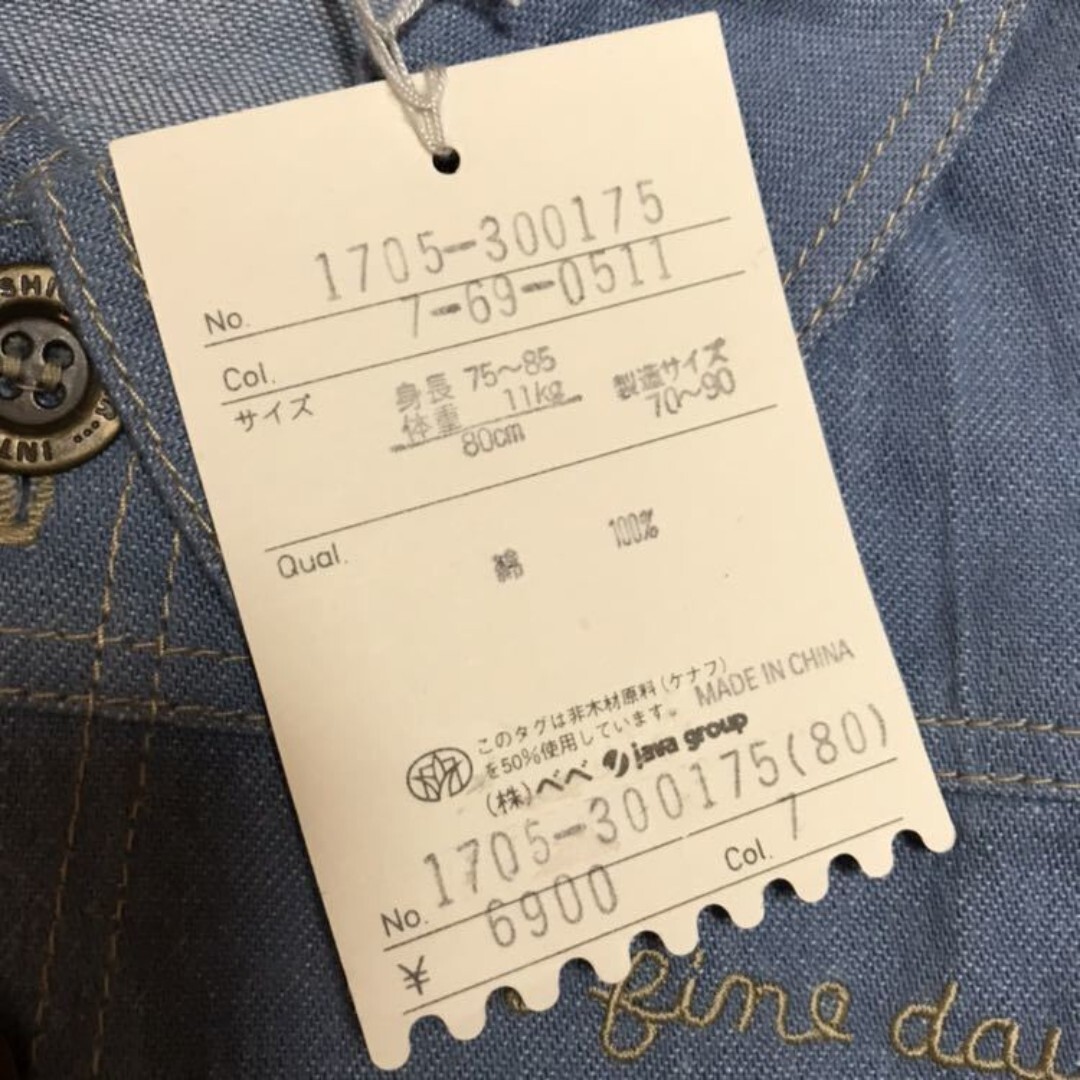 1705-300175
No.
7-69-0511
Col.
サイズ
身長 75~85
体重 11kg
80cm
製造サイズ
70~90
Qual.
綿 100%
MADE IN CHINA
このタグは非木材原料(ケナフ)
を50%使用しています。
(株)べべ java group
1705-300175(80)
No.
6900
Col. 7
¥
SHI
INT
fine day